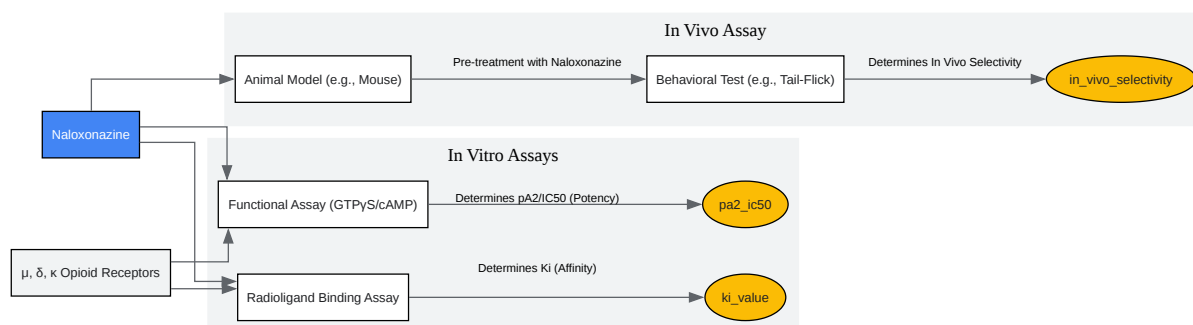 In Vivo Assay
Animal Model (e.g., Mouse)
Pre-treatment with Naloxonazine
Behavioral Test (e.g., Tail-Flick)
Determines In Vivo Selectivity
in_vivo_selectivity
Naloxonazine
In Vitro Assays
Functional Assay (GTPγS/cAMP)
Determines pA2/IC50 (Potency)
pa2_ic50
μ, δ, κ Opioid Receptors
Radioligand Binding Assay
Determines Ki (Affinity)
ki_value